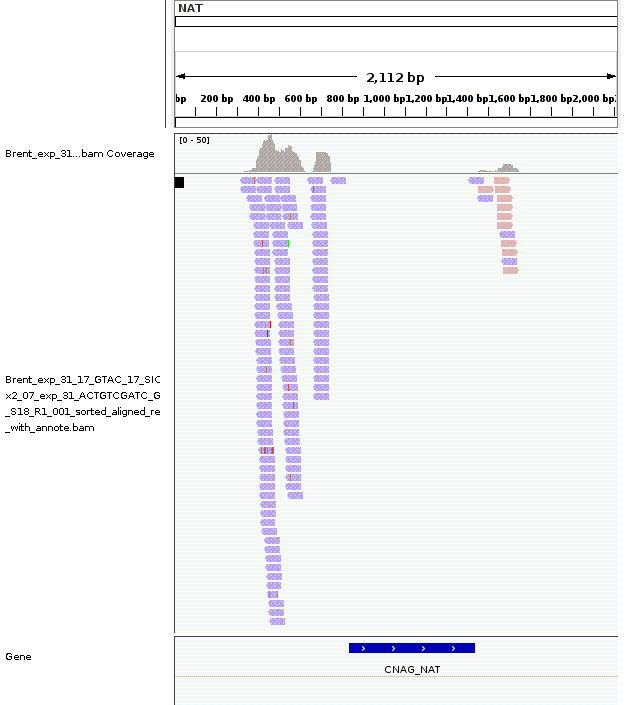 NAT
2,112 bp
bp 200 bp 400 bp 600 bp 800 bp 1,000 bp 1,200 bp 1,400 bp 1,600 bp 1,800 bp 2,000 bp
Brent_exp_31...bam Coverage
[0 - 50]
Brent_exp_31_17_GTAC_17_SIC
x2_07_exp_31_ACTGTCGATC_G
_S18_R1_001_sorted_aligned_re
_with_annote.bam
Gene
CNAG_NAT